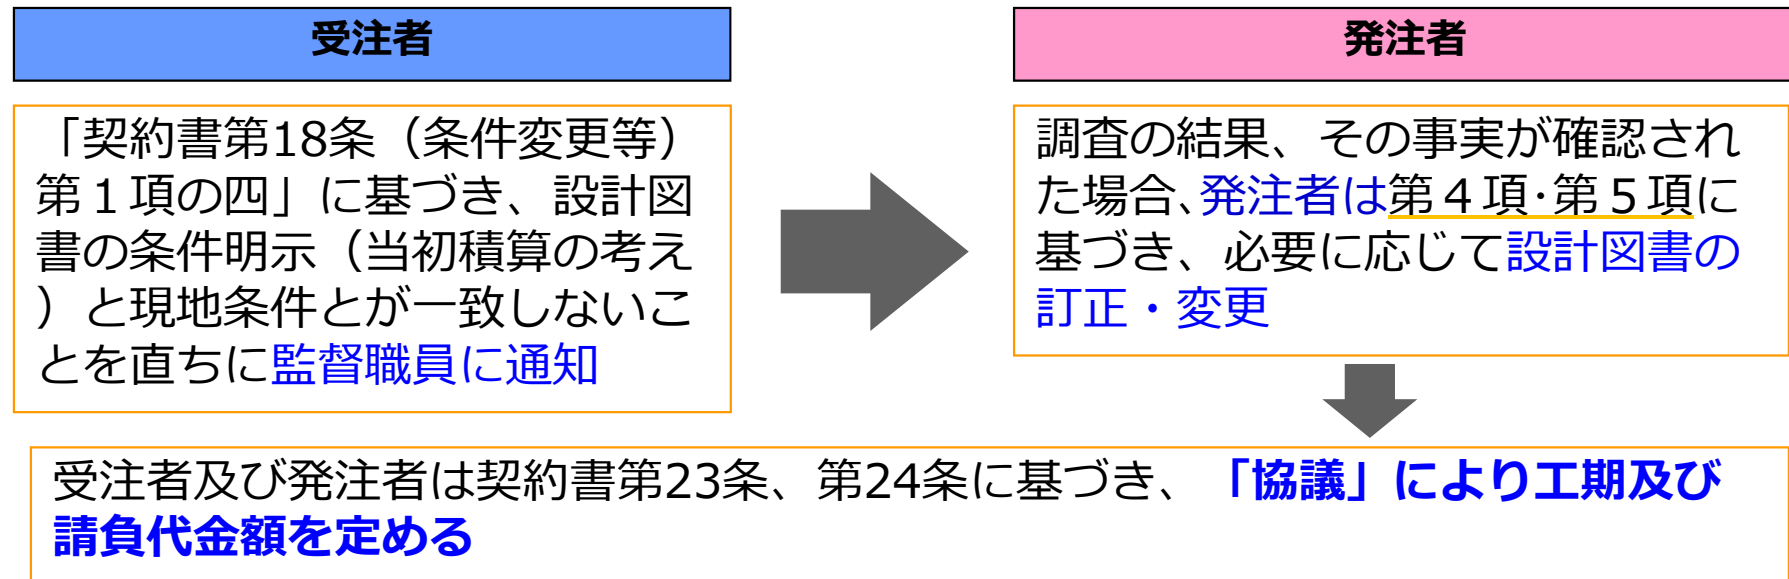 受注者
「契約書第18条（条件変更等）
第１項の四」に基づき、設計図
書の条件明示（当初積算の考え
）と現地条件とが一致しないこ
とを直ちに監督職員に通知
発注者
調査の結果、その事実が確認され
た場合、発注者は第４項･第５項に
基づき、必要に応じて設計図書の
訂正・変更
受注者及び発注者は契約書第23条、第24条に基づき、「協議」により工期及び
請負代金額を定める